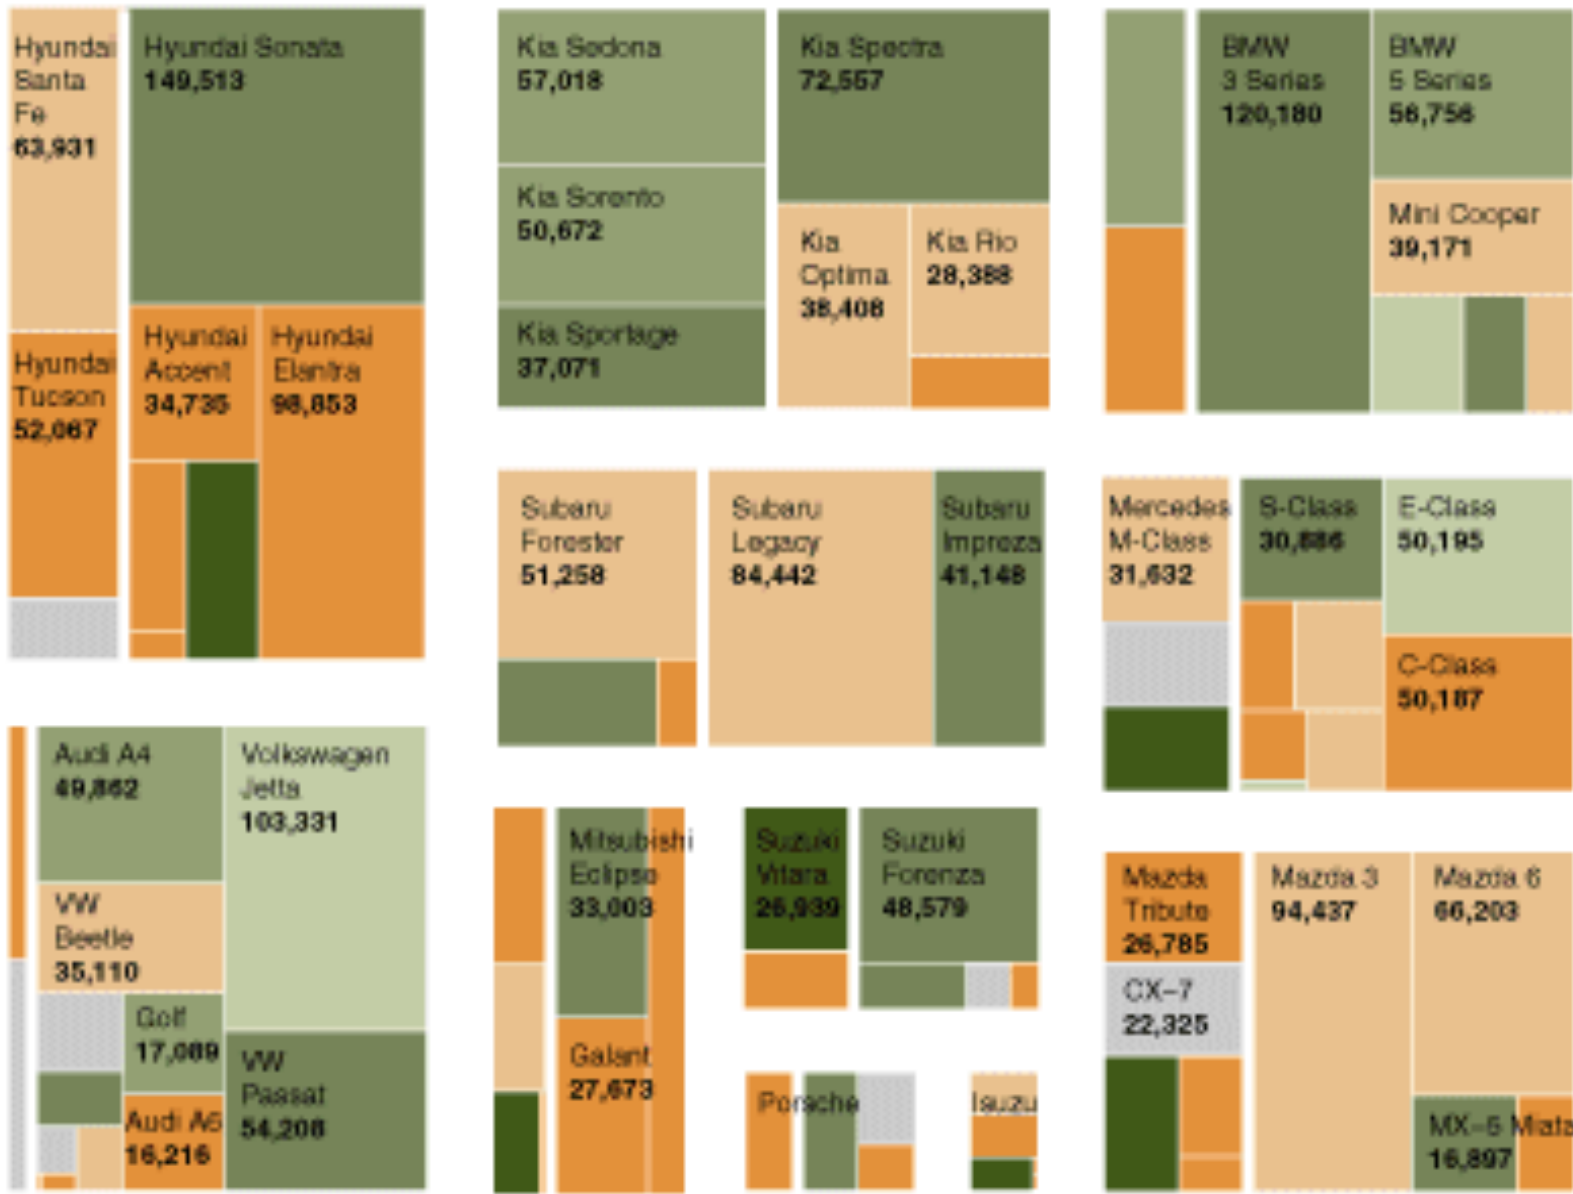 Hyundai
Santa
Fe
63,931
Hyundai Sonata
149,513
Hyundai
Tucson
52,067
Hyundai
Accent
34,735
Hyundai
Elantra
98,853
Kia Sedona
57,018
Kia Sorento
50,672
Kia Sportage
37,071
Kia Spectra
72,557
Kia
Optima
38,408
Kia Rio
28,388
BMW
3 Series
120,180
BMW
5 Series
56,756
Mini Cooper
39,171
Subaru
Forester
51,258
Subaru
Legacy
84,442
Subaru
Impreza
41,148
Mercedes
M-Class
31,632
S-Class
30,886
E-Class
50,195
C-Class
50,187
Audi A4
49,862
Volkswagen
Jetta
103,331
VW
Beetle
35,110
Golf
17,089
Audi A6
16,216
VW
Passat
54,208
Mitsubishi
Eclipse
33,003
Galant
27,673
Suzuki
Vitara
26,939
Suzuki
Forenza
48,579
Porsche
Isuzu
Mazda
Tribute
26,785
CX-7
22,325
Mazda 3
94,437
Mazda 6
66,203
MX-5 Miata
16,897